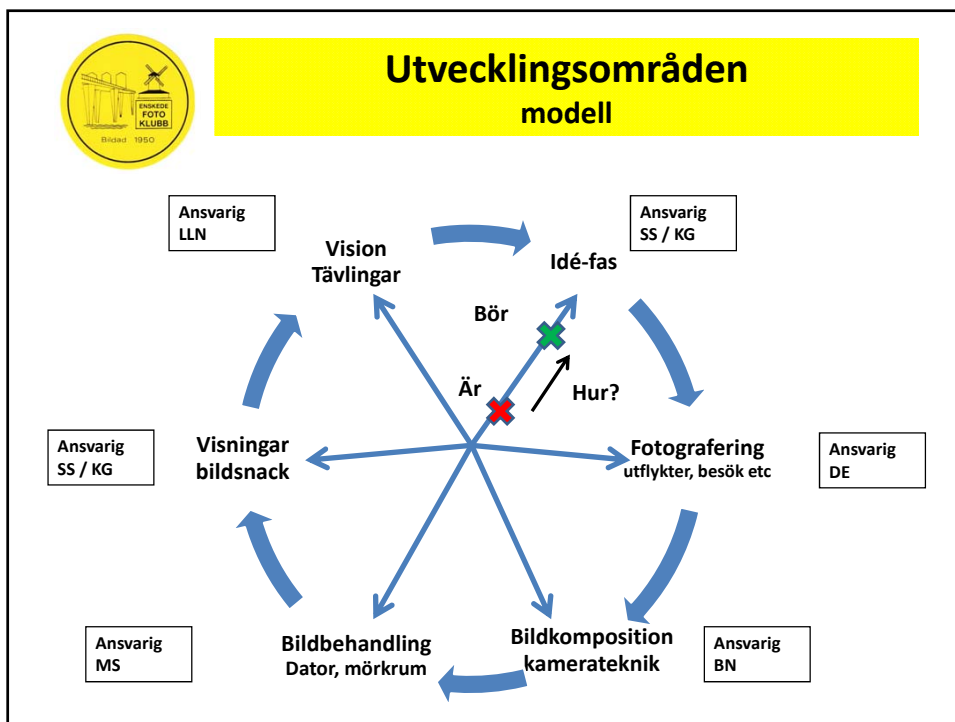 ENSKEDE
FOTO
KLUBB
Bildad 1950
Utvecklingsområden
modell
Ansvarig
LLN
Vision
Tävlingar
Idé-fas
Ansvarig
SS / KG
Bör
Är
Hur?
Ansvarig
SS / KG
Visningar
bildsnack
Fotografering
utflykter, besök etc
Ansvarig
DE
Ansvarig
MS
Bildbehandling
Dator, mörkrum
Bildkomposition
kamerateknik
Ansvarig
BN